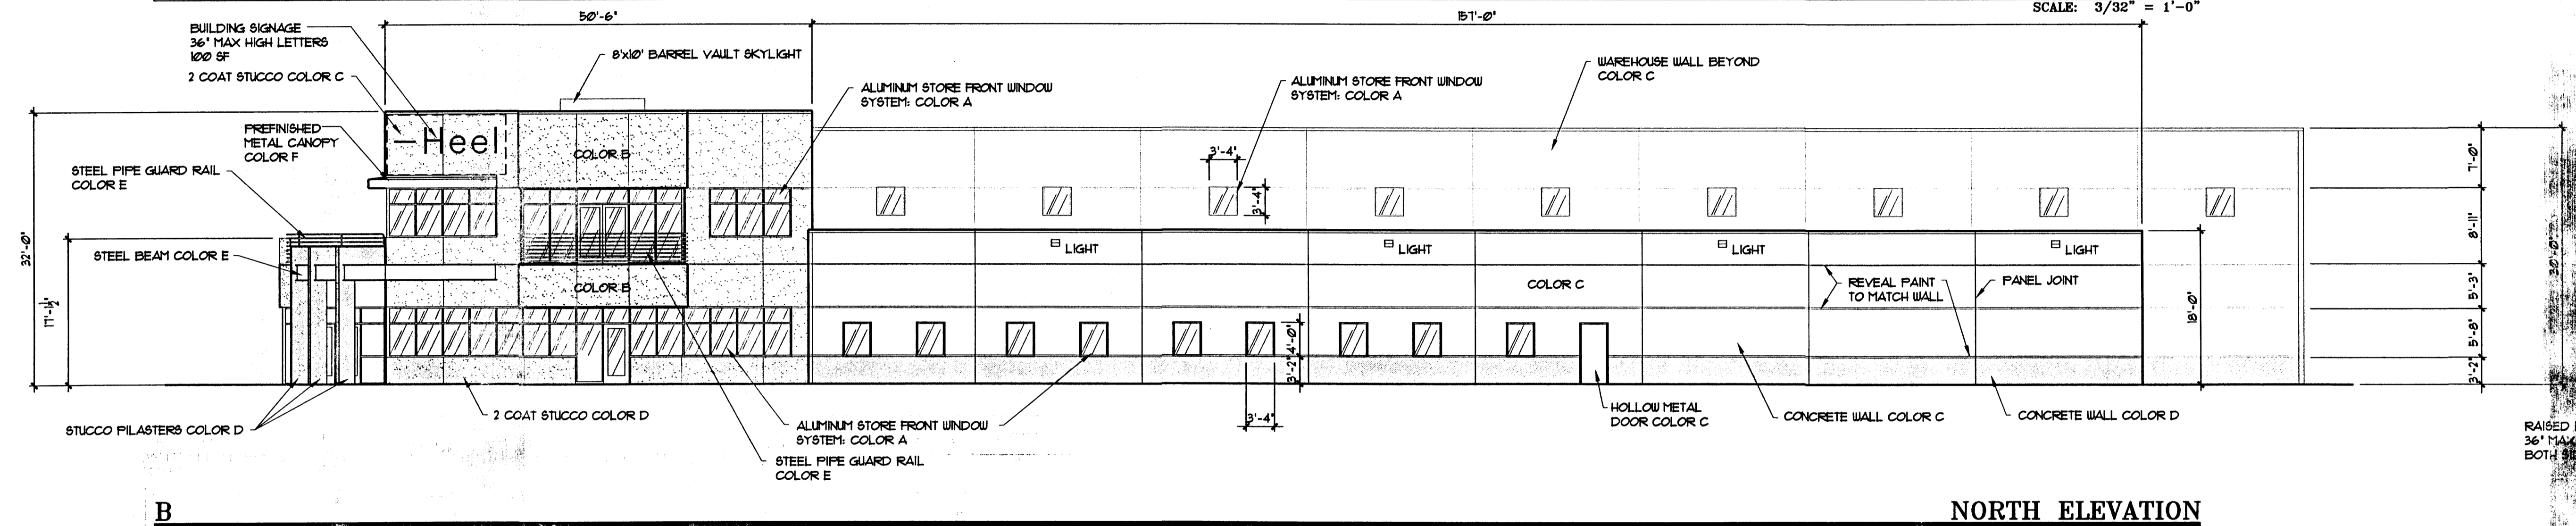 SCALE: 3/32" = 1'-0"
50'-6"
157'-0"
BUILDING SIGNAGE
36" MAX HIGH LETTERS
100 SF
2 COAT STUCCO COLOR C
8'x10' BARREL VAULT SKYLIGHT
ALUMINUM STORE FRONT WINDOW
SYSTEM: COLOR A
ALUMINUM STORE FRONT WINDOW
SYSTEM: COLOR A
WAREHOUSE WALL BEYOND
COLOR C
PREFINISHED
METAL CANOPY
COLOR F
-Heel
COLOR B
STEEL PIPE GUARD RAIL
COLOR E
3'-4"
3'-4"
7'-0"
8'-11"
32'-0"
STEEL BEAM COLOR E
LIGHT
LIGHT
LIGHT
LIGHT
COLOR B
COLOR C
REVEAL PAINT
TO MATCH WALL
PANEL JOINT
17'-1 1/2"
18'-0"
30'-0"
5'-3"
5'-8"
3'-2"
4'-0"
3'-2"
3'-4"
STUCCO PILASTERS COLOR D
2 COAT STUCCO COLOR D
ALUMINUM STORE FRONT WINDOW
SYSTEM: COLOR A
STEEL PIPE GUARD RAIL
COLOR E
HOLLOW METAL
DOOR COLOR C
CONCRETE WALL COLOR C
CONCRETE WALL COLOR D
RAISED
36" MAX
BOTH
B
NORTH ELEVATION